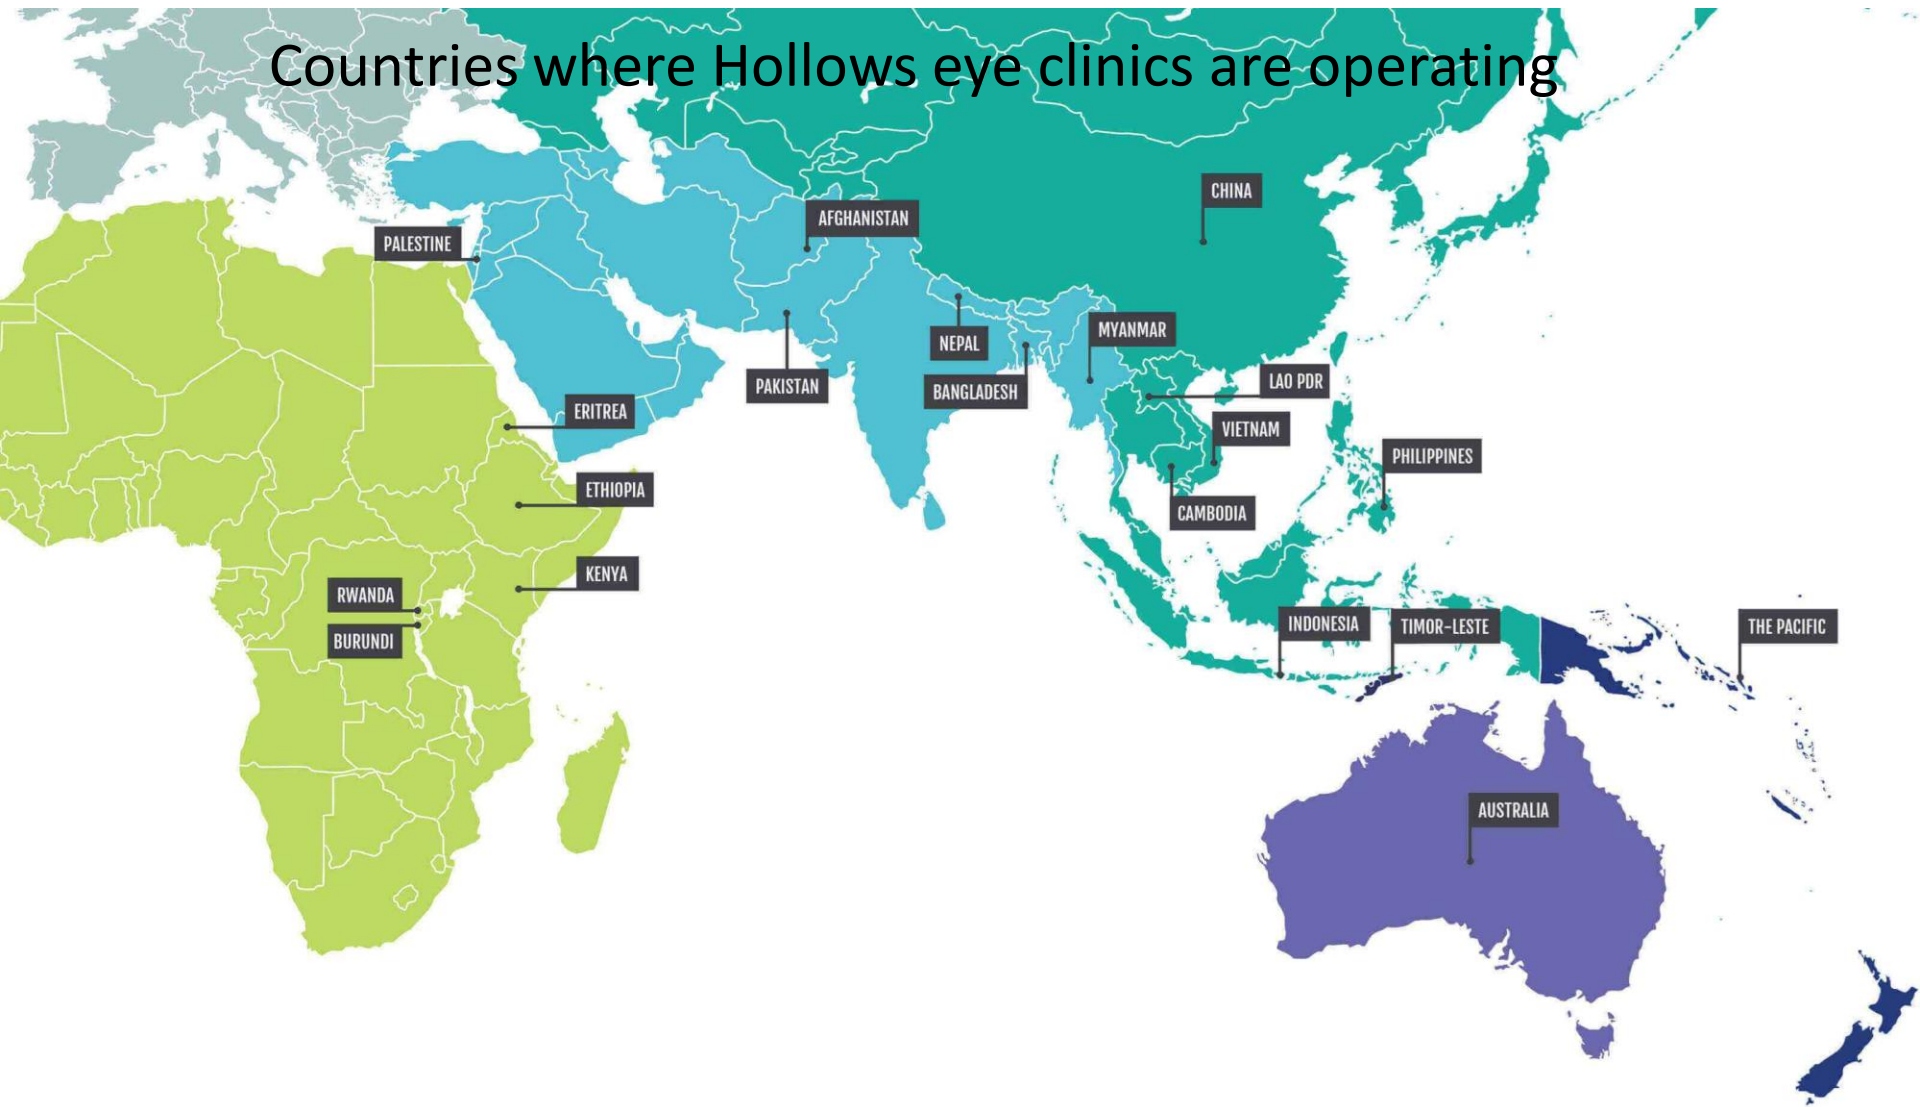 Countries where Hollows eye clinics are operating
CHINA
AFGHANISTAN
PALESTINE
NEPAL
MYANMAR
PAKISTAN
BANGLADESH
LAO PDR
ERITREA
VIETNAM
PHILIPPINES
ETHIOPIA
CAMBODIA
KENYA
RWANDA
BURUNDI
INDONESIA
TIMOR-LESTE
THE PACIFIC
AUSTRALIA